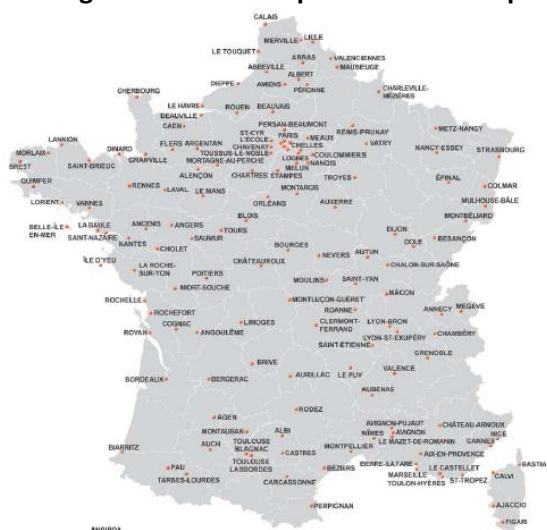 CALAIS
MERVILLE
LILLE
LE TOUQUET
ARRAS
VALENCIENNES
MAUBEUGE
ABBEVILLE
ALBERT
DIEPPE
AMIENS
PÉRONNE
CHARLEVILLE-
MÉZIÈRES
CHERBOURG
LE HAVRE
ROUEN
BEAUVAIS
DEAUVILLE
CAEN
PERSAN-BEAUMONT
REIMS-PRUNAY
METZ-NANCY
ST-CYR
L'ÉCOLE
PARIS
MEAUX
VATRY
NANCY-ESSEY
STRASBOURG
LANNION
MORLAIX
DINARD
FLERS ARGENTAN
CHAVENAY
CHELLES
BREST
SAINT-BRIEUC
GRANVILLE
TOUSSUS-LE-NOBLE
LOGNES
COULOMMIERS
MORTAGNE-AU-PERCHE
MELUN
NANGIS
QUIMPER
ALENÇON
CHARTRES
ÉTAMPES
TROYES
ÉPINAL
COLMAR
RENNES
LAVAL
LE MANS
MONTARGIS
MULHOUSE-BÂLE
LORIENT
VANNES
ORLÉANS
AUXERRE
MONTBÉLIARD
BELLE-ÎLE
EN-MER
LA BAULE
ANCENIS
ANGERS
BLOIS
TOURS
DIJON
BESANÇON
SAINT-NAZAIRE
NANTES
SAUMUR
DOLE
CHOLET
BOURGES
NEVERS
AUTUN
ÎLE D'YEU
LA ROCHE-
SUR-TON
POITIERS
CHÂTEAUROUX
CHALON-SUR-SAÔNE
NIORT-SOUCHE
MOULINS
SAINT-YAN
ROCHELLE
MONTLUÇON-GUÉRET
MÂCON
ROCHEFORT
ROANNE
ANNECY
MEGÈVE
COGNAC
LIMOGES
CLERMONT-
FERRAND
LYON-BRON
ROYAN
ANGOULÊME
LYON-ST-EXUPÉRY
CHAMBÉRY
SAINT-ÉTIENNE
GRENOBLE
BRIVE
BORDEAUX
BERGERAC
AURILLAC
LE PUY
VALENCE
AUBENAS
RODEZ
AGEN
AVIGNON-PUJAUT
CHÂTEAU-ARNOUX
MONTAUBAN
ALBI
NÎMES
AVIGNON
NICE
BIARRITZ
AUCH
TOULOUSE
BLAGNAC
LE MAZET-DE-ROMANIN
CANNES
MONTPELLIER
AIX-EN-PROVENCE
CASTRES
TOULOUSE
LASBORDES
BÉZIERS
MARSEILLE
LE CASTELLET
BASTIA
PAU
TARBES-LOURDES
CARCASSONNE
TOULON-HYÈRES
ST-TROPEZ
CALVI
PERPIGNAN
AJACCIO
FIGARI